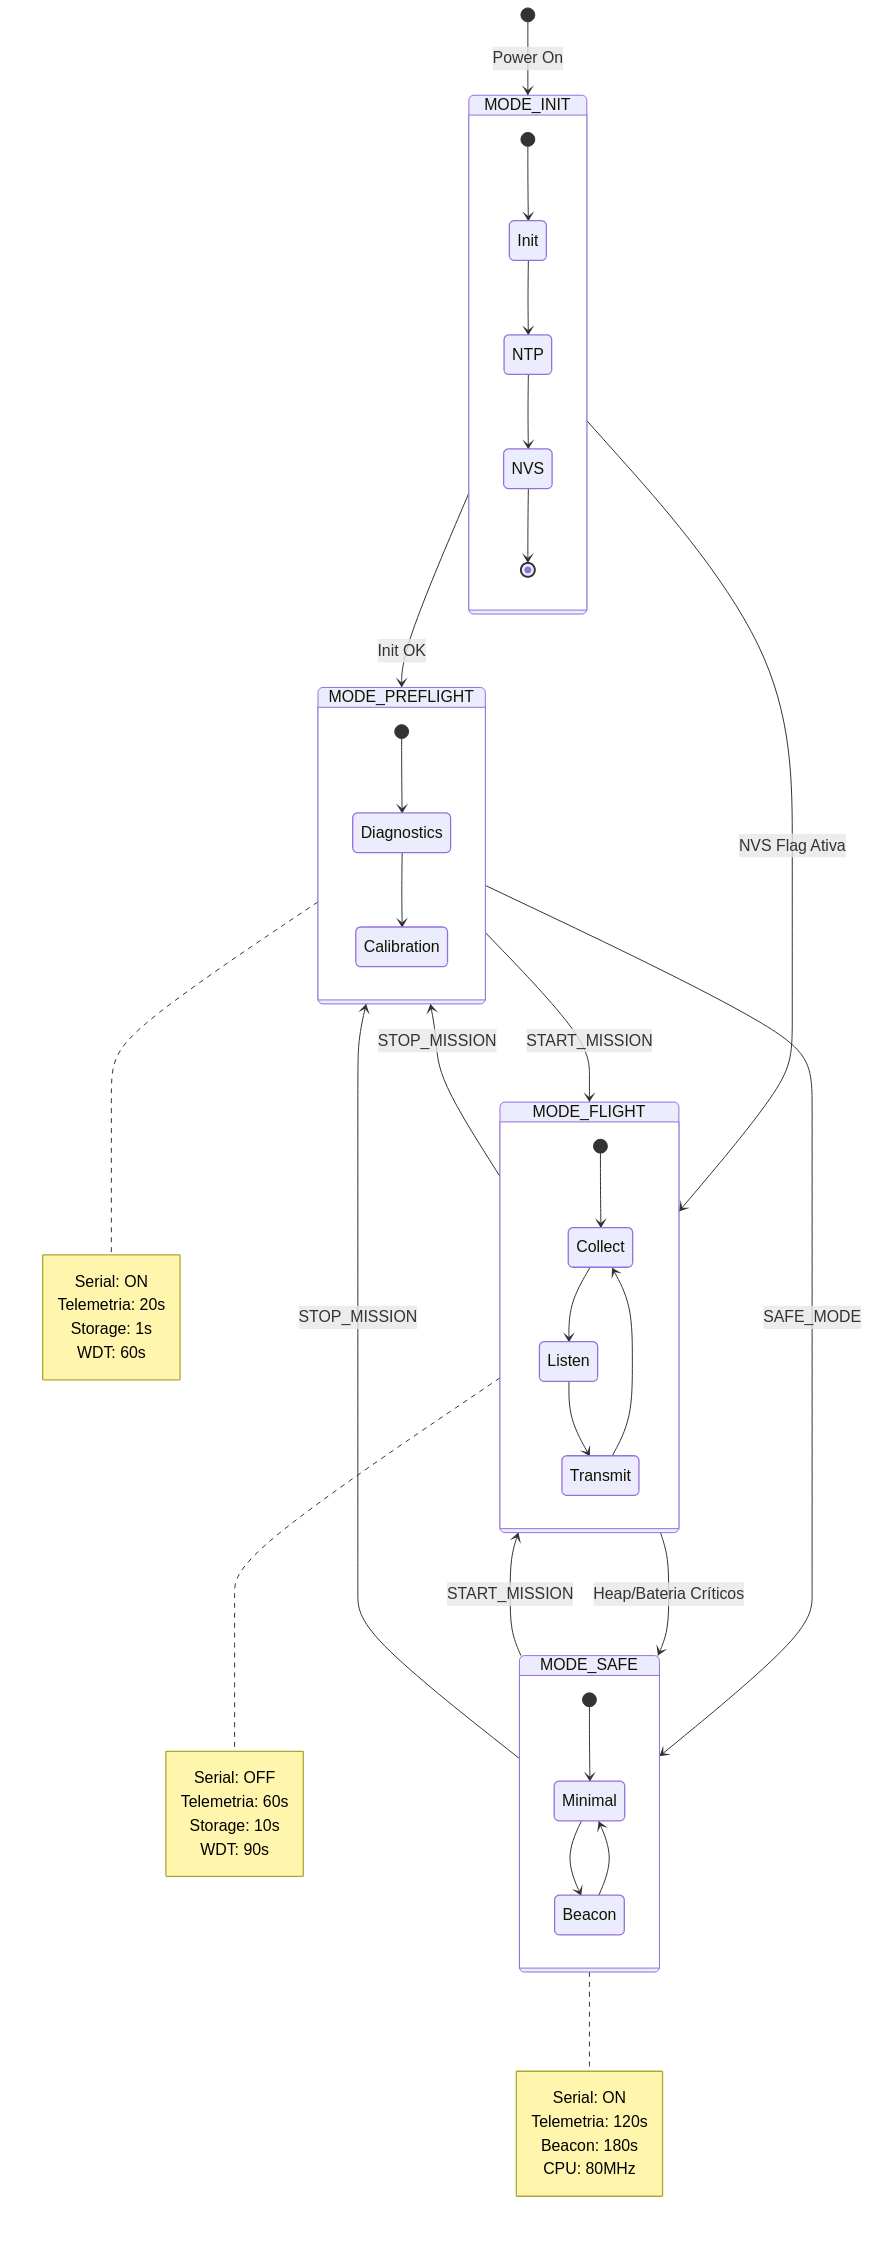 Power On
MODE_INIT
Init
NTP
NVS
Init OK
MODE_PREFLIGHT
Diagnostics
NVS Flag Ativa
Calibration
STOP_MISSION
START_MISSION
MODE_FLIGHT
Collect
Serial: ON
Telemetria: 20s
Storage: 1s
WDT: 60s
STOP_MISSION
SAFE_MODE
Listen
Transmit
START_MISSION
Heap/Bateria Críticos
MODE_SAFE
Serial: OFF
Telemetria: 60s
Storage: 10s
WDT: 90s
Minimal
Beacon
Serial: ON
Telemetria: 120s
Beacon: 180s
CPU: 80MHz